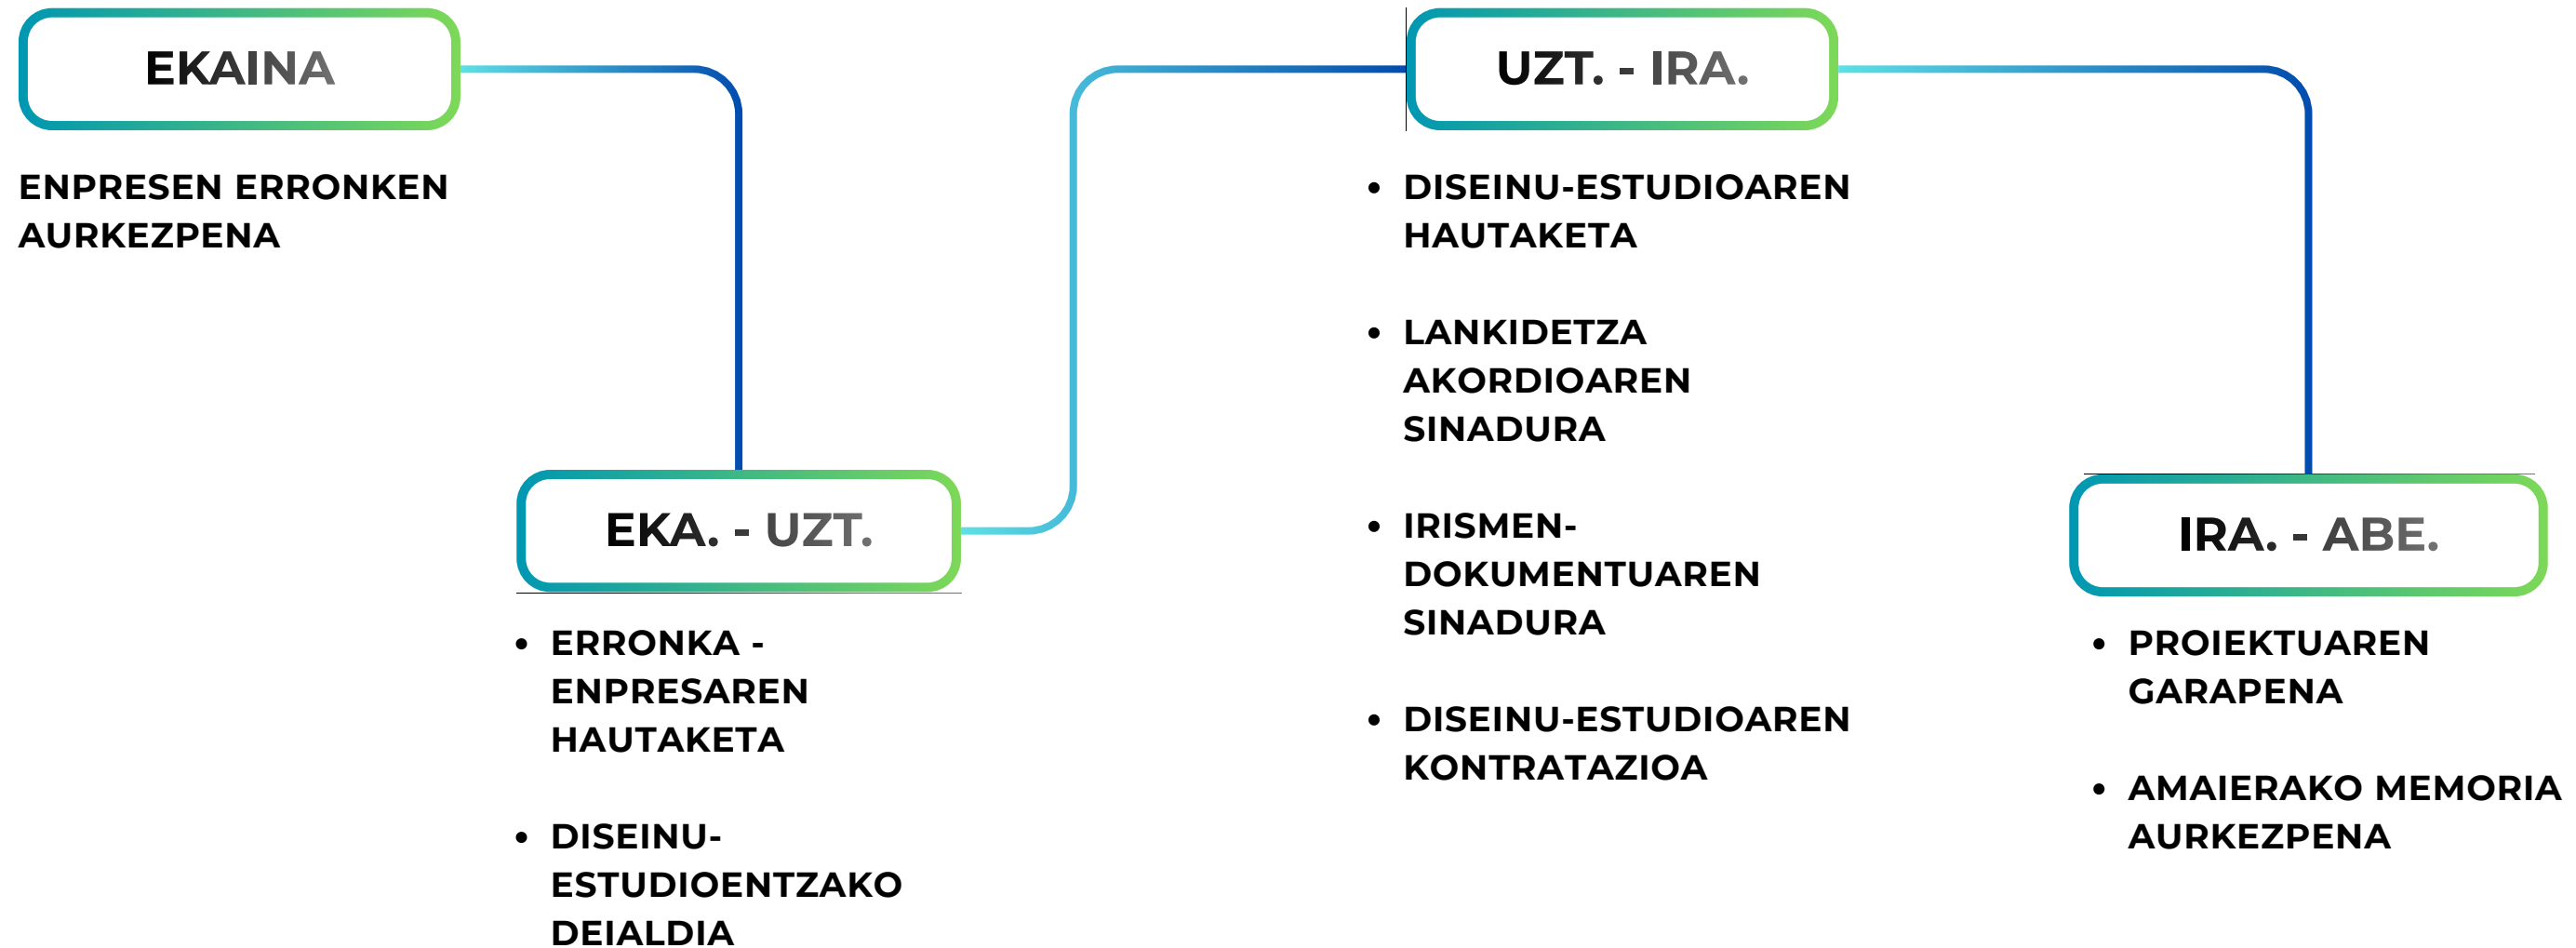 EKAINA
ENPRESEN ERRONKEN
AURKEZPENA
EKA. - UZT.
• ERRONKA -
ENPRESAREN
HAUTAKETA
• DISEINU-
ESTUDIOENTZAKO
DEIALDIA
UZT. - IRA.
• DISEINU-ESTUDIOAREN
HAUTAKETA
• LANKIDETZA
AKORDIOAREN
SINADURA
• IRISMEN-
DOKUMENTUAREN
SINADURA
• DISEINU-ESTUDIOAREN
KONTRATAZIOA
IRA. - ABE.
• PROIEKTUAREN
GARAPENA
• AMAIERAKO MEMORIA
AURKEZPENA